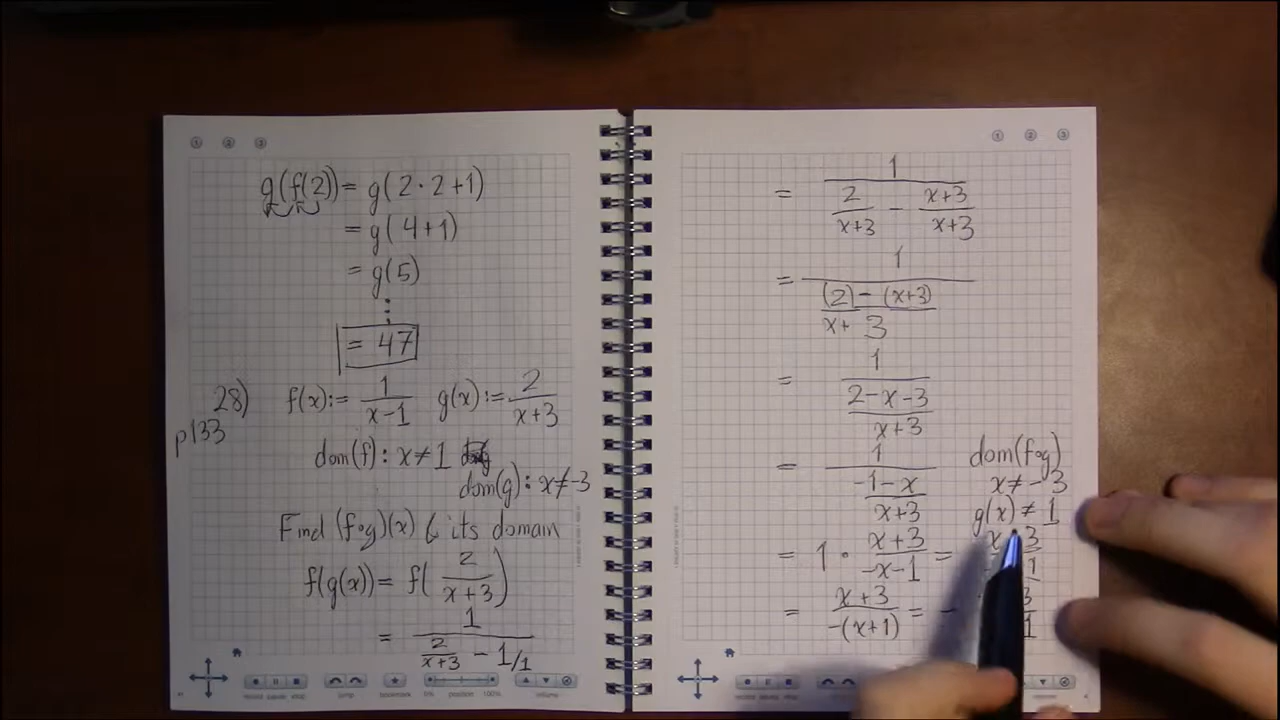 g(f(2)) = g(2·2+1)
= g(4+1)
= g(5)
⋮
= 47
28) p133
f(x):= 1/(x-1) g(x):= 2/(x+3)
dom(f): x≠1
dom(g): x≠-3
Find (f∘g)(x) & its domain
f(g(x)) = f(2/(x+3))
= 1/(2/(x+3) - 1/1)
= 1/(2/(x+3) - (x+3)/(x+3))
= 1/(((2)-(x+3))/(x+3))
= 1/((2-x-3)/(x+3))
= 1/((-1-x)/(x+3))
= 1 · (x+3)/(-x-1) =
= (x+3)/(-(x+1)) = -
dom(f∘g)
x≠-3
g(x)≠1